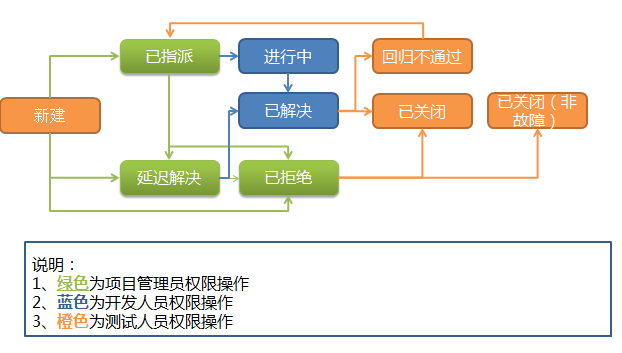 已指派
进行中
回归不通过
新建
已解决
已关闭
已关闭（非
故障）
延迟解决
已拒绝
说明：
1、绿色为项目管理员权限操作
2、蓝色为开发人员权限操作
3、橙色为测试人员权限操作